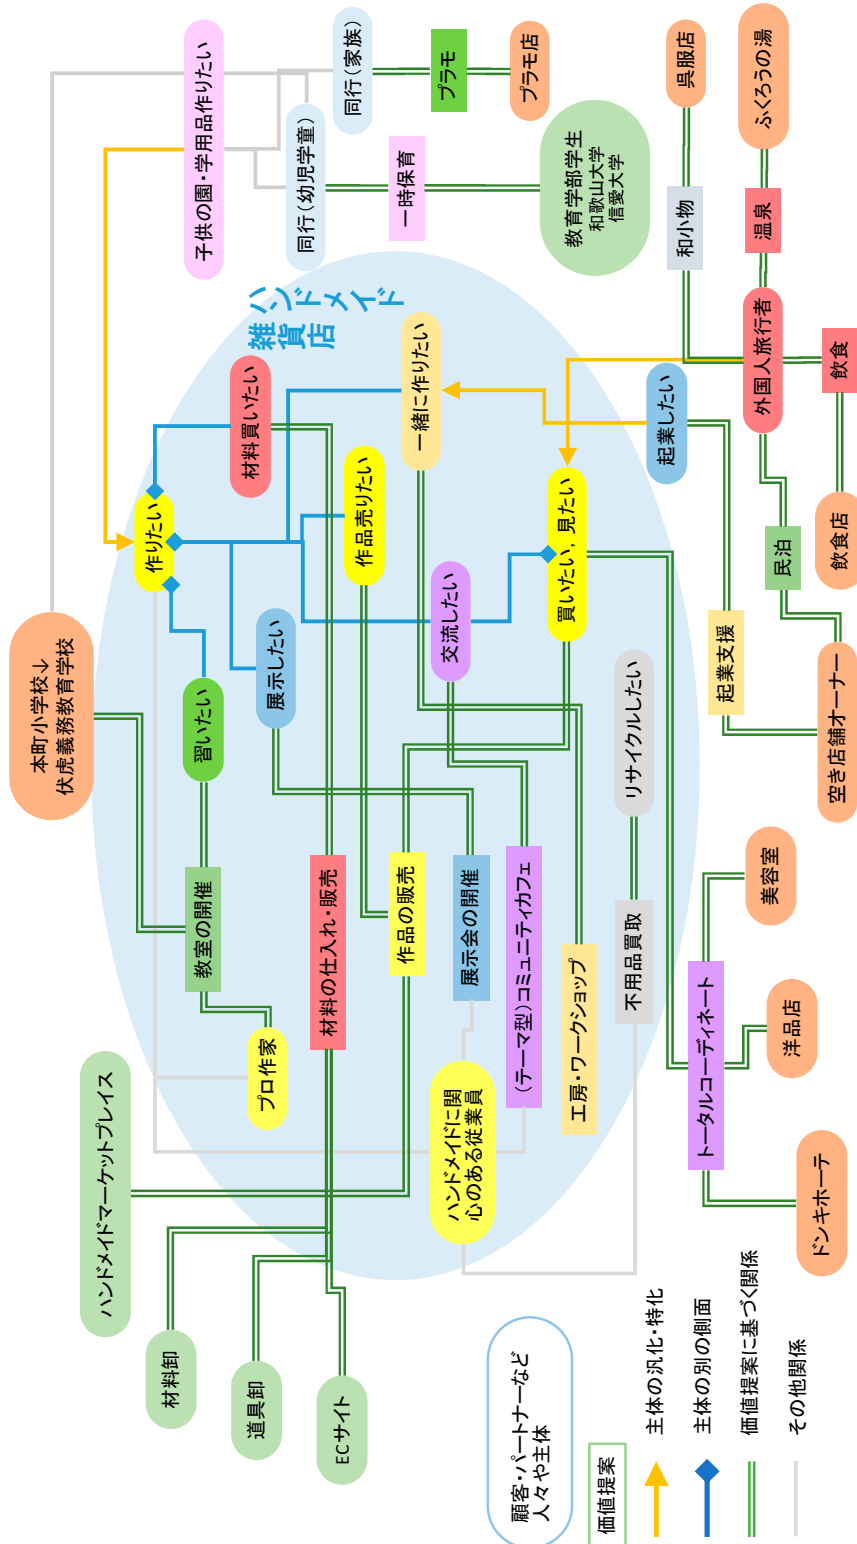 ハンドメイド
雑貨店
子供の園・学用品作りたい
同行（家族）
プラモ
プラモ店
同行（幼児学童）
一時保育
教育学部学生
和歌山大学
信愛大学
呉服店
和小物
ふくろうの湯
温泉
外国人旅行者
飲食
飲食店
民泊
起業したい
起業支援
空き店舗オーナー
本町小学校↓
伏虎義務教育学校
作りたい
材料買いたい
一緒に作りたい
作品売りたい
買いたい，見たい
交流したい
展示したい
習いたい
リサイクルしたい
教室の開催
材料の仕入れ・販売
作品の販売
展示会の開催
（テーマ型）コミュニティカフェ
工房・ワークショップ
不用品買取
プロ作家
ハンドメイドに関
心のある従業員
トータルコーディネート
美容室
洋品店
ドンキホーテ
ハンドメイドマーケットプレイス
材料卸
道具卸
ECサイト
顧客・パートナーなど
人々や主体
価値提案
主体の汎化・特化
主体の別の側面
価値提案に基づく関係
その他関係